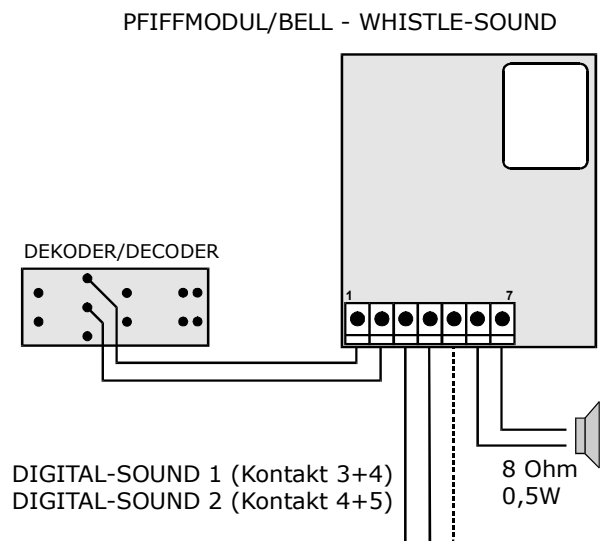 PFIFFMODUL/BELL - WHISTLE-SOUND
DEKODER/DECODER
1
7
DIGITAL-SOUND 1 (Kontakt 3+4)
DIGITAL-SOUND 2 (Kontakt 4+5)
8 Ohm
0,5W